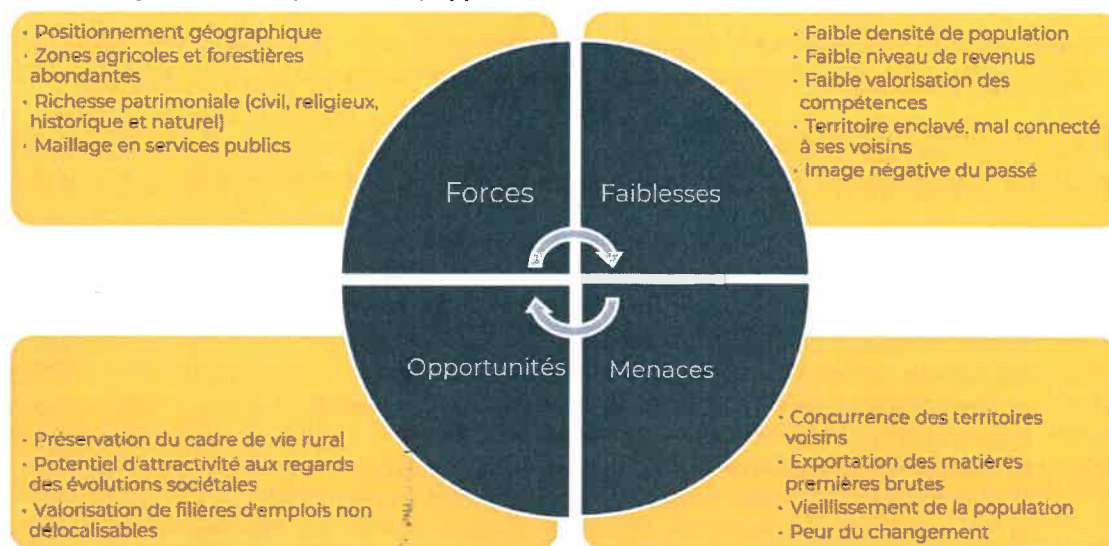 • Positionnement géographique
• Zones agricoles et forestières
abondantes
• Richesse patrimoniale (civil, religieux,
historique et naturel)
• Maillage en services publics
• Faible densité de population
• Faible niveau de revenus
• Faible valorisation des
compétences
• Territoire enclavé, mal connecté
à ses voisins
• Image négative du passé
Forces
Faiblesses
Opportunités
Menaces
• Préservation du cadre de vie rural
• Potentiel d'attractivité aux regards
des évolutions sociétales
• Valorisation de filières d'emplois non
délocalisables
• Concurrence des territoires
voisins
• Exportation des matières
premières brutes
• Vieillissement de la population
• Peur du changement